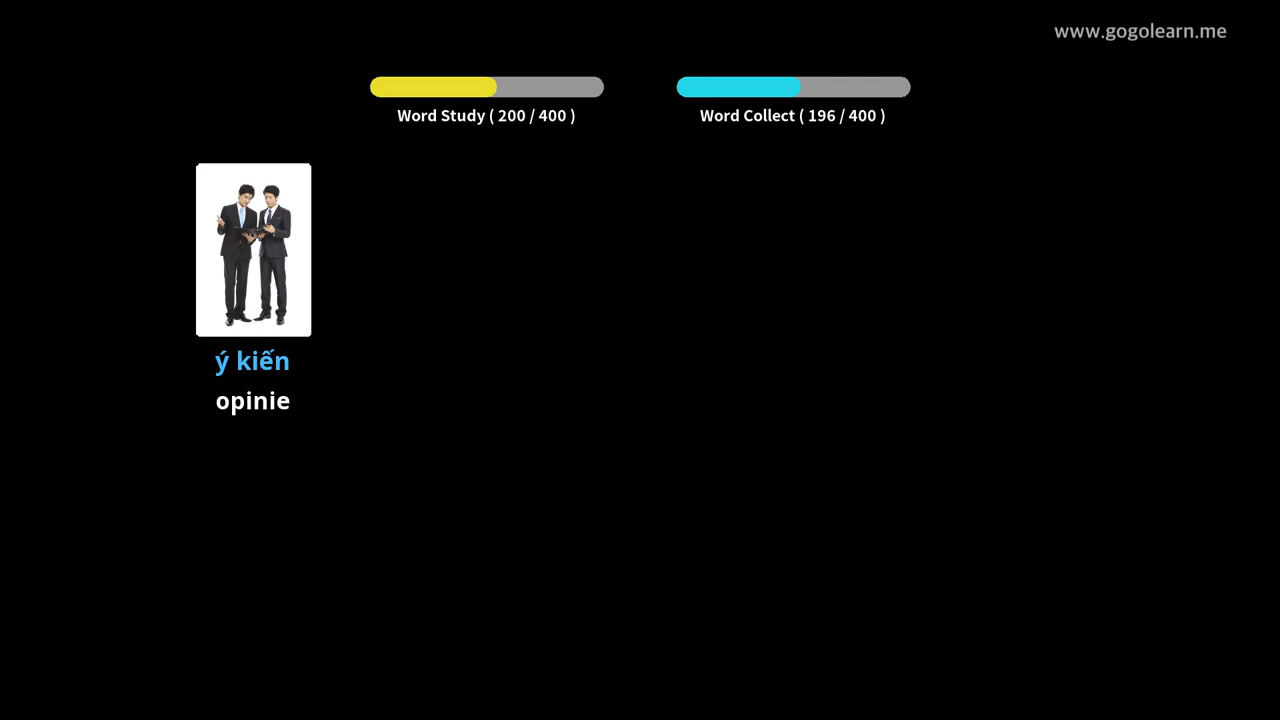 www.gogolearn.me
Word Study ( 200 / 400 )
Word Collect ( 196 / 400 )
ý kiến
opinie